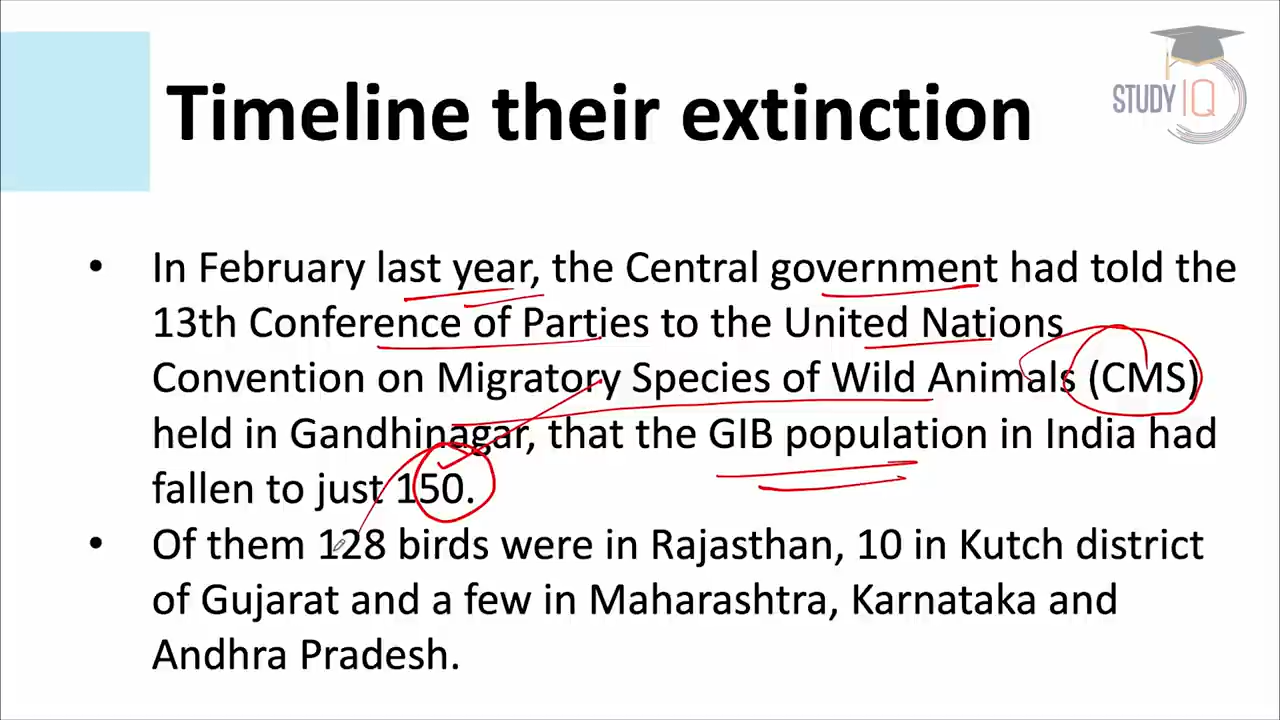 STUDY IQ
Timeline their extinction
• In February last year, the Central government had told the
13th Conference of Parties to the United Nations
Convention on Migratory Species of Wild Animals (CMS)
held in Gandhinagar, that the GIB population in India had
fallen to just 150.
• Of them 128 birds were in Rajasthan, 10 in Kutch district
of Gujarat and a few in Maharashtra, Karnataka and
Andhra Pradesh.